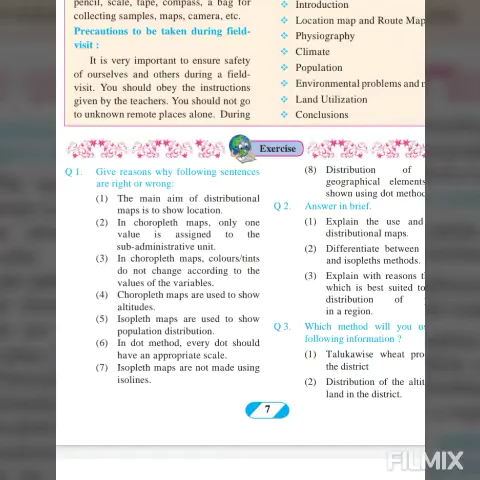 pencil, scale, tape, compass, a bag for
collecting samples, maps, camera, etc.
Precautions to be taken during field-
visit :
It is very important to ensure safety
of ourselves and others during a field-
visit. You should obey the instructions
given by the teachers. You should not go
to unknown remote places alone. During
❖ Introduction
❖ Location map and Route Map
❖ Physiography
❖ Climate
❖ Population
❖ Environmental problems and
❖ Land Utilization
❖ Conclusions
Exercise
Q 1. Give reasons why following sentences
are right or wrong:
(1) The main aim of distributional
maps is to show location.
(2) In choropleth maps, only one
value is assigned to the
sub-administrative unit.
(3) In choropleth maps, colours/tints
do not change according to the
values of the variables.
(4) Choropleth maps are used to show
altitudes.
(5) Isopleth maps are used to show
population distribution.
(6) In dot method, every dot should
have an appropriate scale.
(7) Isopleth maps are not made using
isolines.
(8) Distribution of
geographical elements
shown using dot method
Q 2. Answer in brief.
(1) Explain the use and
distributional maps.
(2) Differentiate between
and isopleths methods.
(3) Explain with reasons
which is best suited to
distribution of
in a region.
Q 3. Which method will you
following information ?
(1) Talukawise wheat
the district
(2) Distribution of the
land in the district.
7
FILMIX